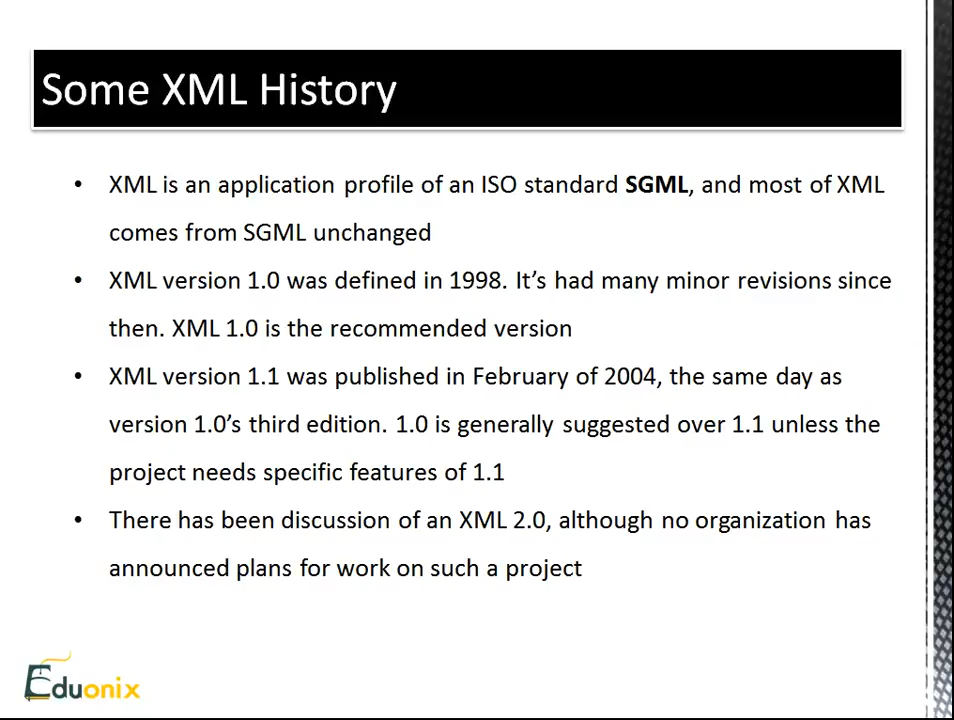 Some XML History
• XML is an application profile of an ISO standard SGML, and most of XML
comes from SGML unchanged
• XML version 1.0 was defined in 1998. It’s had many minor revisions since
then. XML 1.0 is the recommended version
• XML version 1.1 was published in February of 2004, the same day as
version 1.0’s third edition. 1.0 is generally suggested over 1.1 unless the
project needs specific features of 1.1
• There has been discussion of an XML 2.0, although no organization has
announced plans for work on such a project
Eduonix